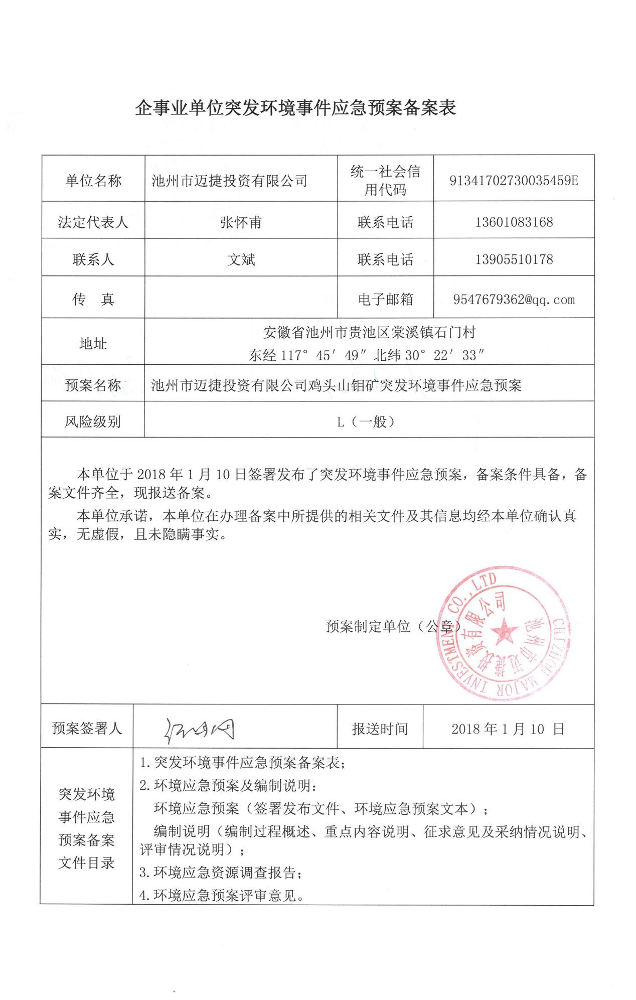 企事业单位突发环境事件应急预案备案表
单位名称
池州市迈捷投资有限公司
统一社会信
用代码
91341702730035459E
法定代表人
张怀甫
联系电话
13601083168
联系人
文斌
联系电话
13905510178
传 真
电子邮箱
9547679362@qq.com
地址
安徽省池州市贵池区棠溪镇石门村
东经 117° 45′ 49″ 北纬 30° 22′ 33″
预案名称
池州市迈捷投资有限公司鸡头山钼矿突发环境事件应急预案
风险级别
L（一般）
本单位于 2018 年 1 月 10 日签署发布了突发环境事件应急预案，备案条件具备，备
案文件齐全，现报送备案。
本单位承诺，本单位在办理备案中所提供的相关文件及其信息均经本单位确认真
实，无虚假，且未隐瞒事实。
预案制定单位（公章）
CHIZHOU MAJOR INVESTMENT CO.,LTD
池州市迈捷投资有限公司
预案签署人
报送时间
2018 年 1 月 10 日
突发环境
事件应急
预案备案
文件目录
1. 突发环境事件应急预案备案表；
2. 环境应急预案及编制说明：
环境应急预案（签署发布文件、环境应急预案文本）；
编制说明（编制过程概述、重点内容说明、征求意见及采纳情况说明、
评审情况说明）；
3. 环境应急资源调查报告；
4. 环境应急预案评审意见。